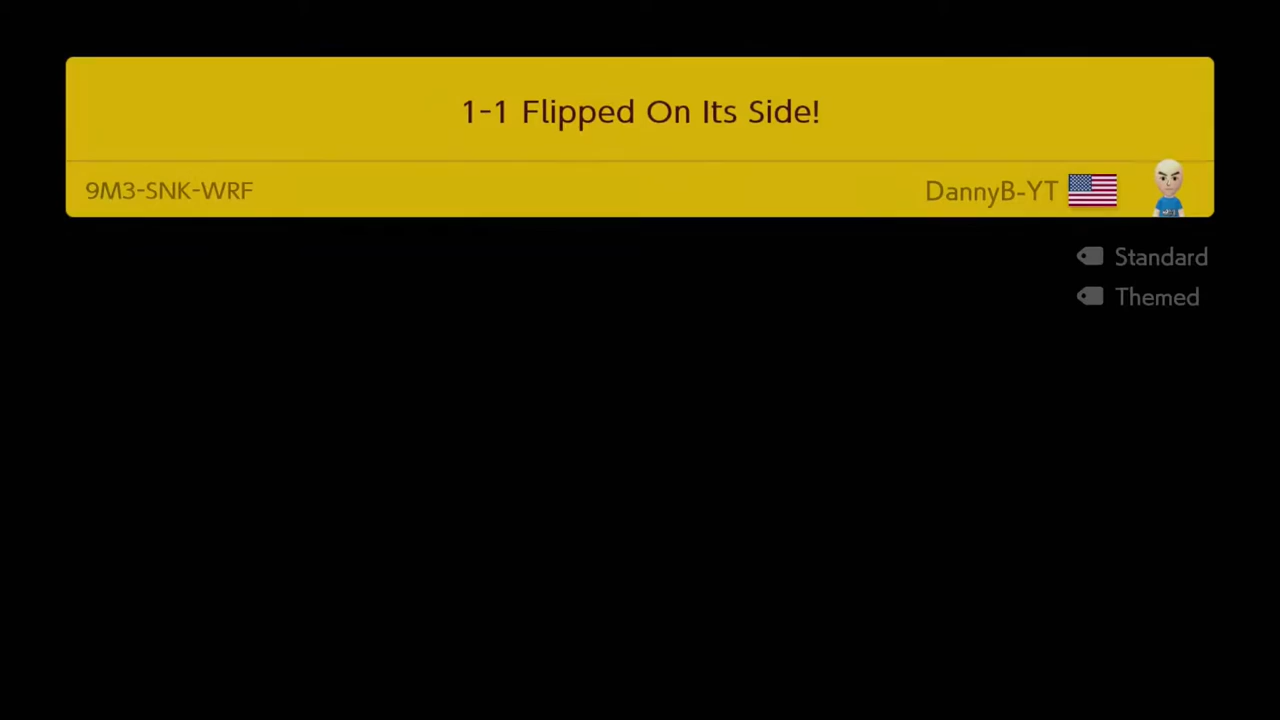 1-1 Flipped On Its Side!
9M3-SNK-WRF
DannyB-YT
Standard
Themed